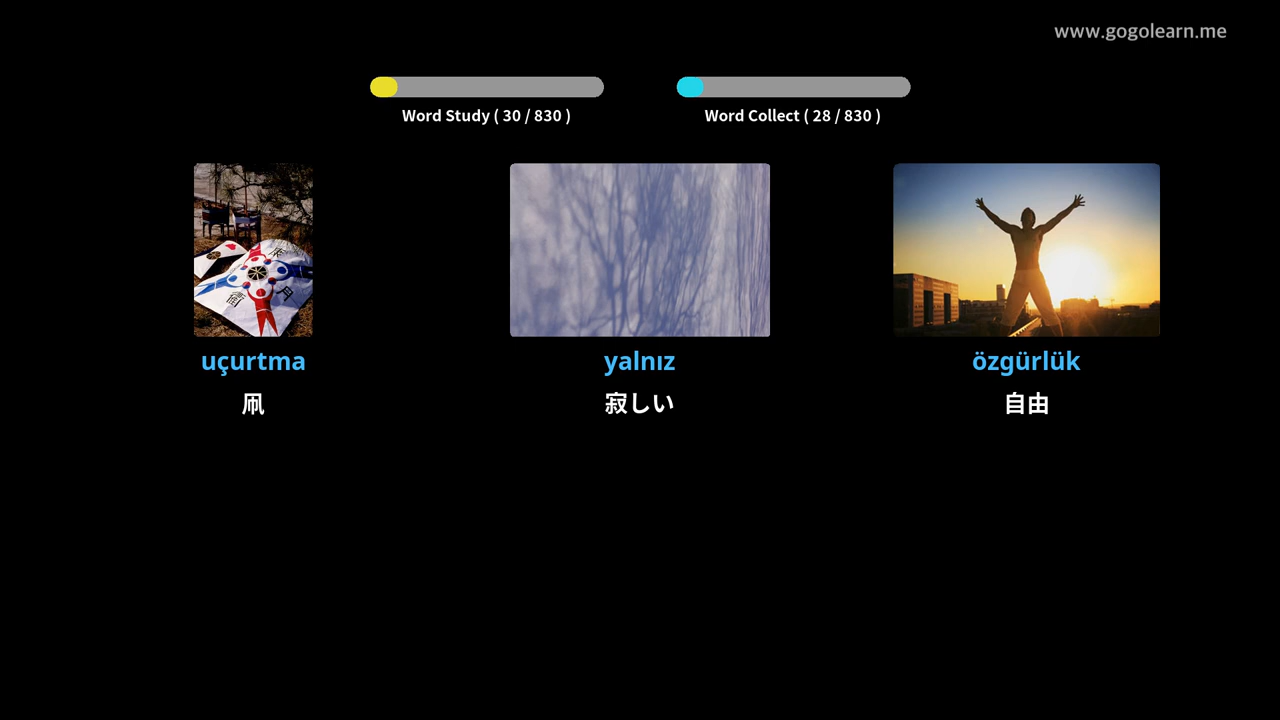 www.gogolearn.me
Word Study ( 30 / 830 )
Word Collect ( 28 / 830 )
uçurtma
凧
yalnız
寂しい
özgürlük
自由